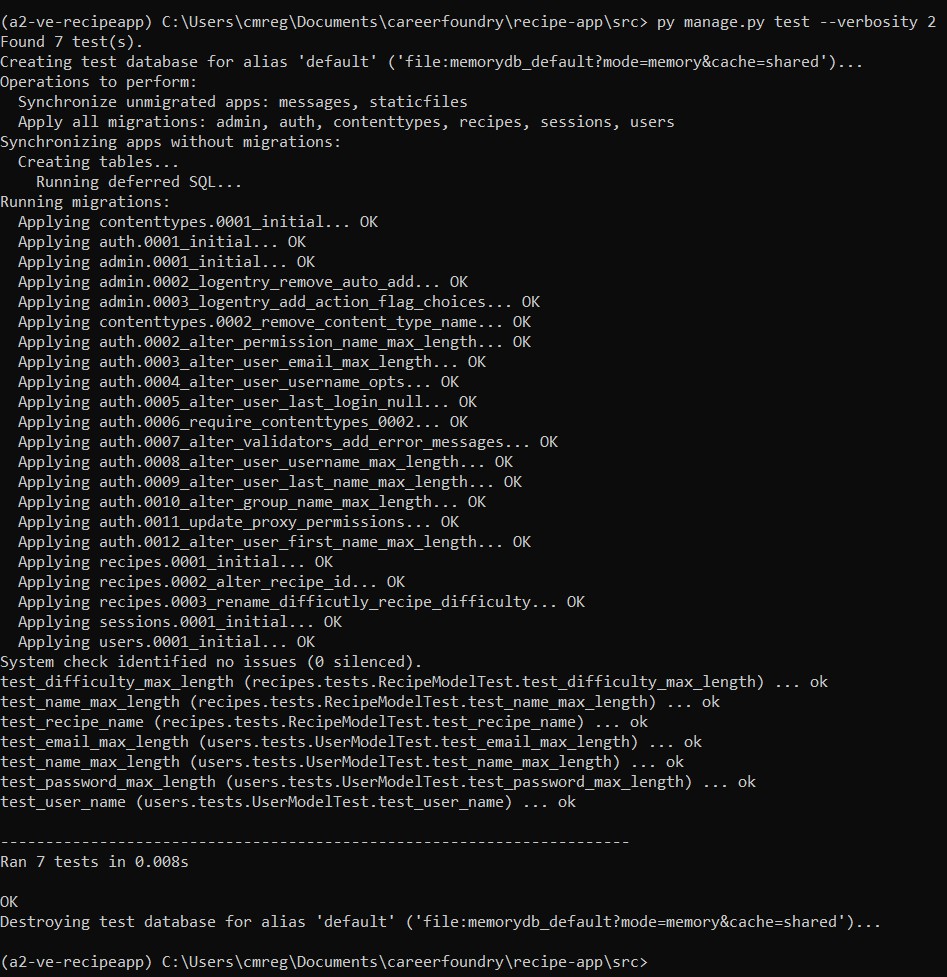 (a2-ve-recipeapp) C:\Users\cmreg\Documents\careerfoundry\recipe-app\src> py manage.py test --verbosity 2
Found 7 test(s).
Creating test database for alias 'default' ('file:memorydb_default?mode=memory&cache=shared')...
Operations to perform:
  Synchronize unmigrated apps: messages, staticfiles
  Apply all migrations: admin, auth, contenttypes, recipes, sessions, users
Synchronizing apps without migrations:
  Creating tables...
    Running deferred SQL...
Running migrations:
  Applying contenttypes.0001_initial... OK
  Applying auth.0001_initial... OK
  Applying admin.0001_initial... OK
  Applying admin.0002_logentry_remove_auto_add... OK
  Applying admin.0003_logentry_add_action_flag_choices... OK
  Applying contenttypes.0002_remove_content_type_name... OK
  Applying auth.0002_alter_permission_name_max_length... OK
  Applying auth.0003_alter_user_email_max_length... OK
  Applying auth.0004_alter_user_username_opts... OK
  Applying auth.0005_alter_user_last_login_null... OK
  Applying auth.0006_require_contenttypes_0002... OK
  Applying auth.0007_alter_validators_add_error_messages... OK
  Applying auth.0008_alter_user_username_max_length... OK
  Applying auth.0009_alter_user_last_name_max_length... OK
  Applying auth.0010_alter_group_name_max_length... OK
  Applying auth.0011_update_proxy_permissions... OK
  Applying auth.0012_alter_user_first_name_max_length... OK
  Applying recipes.0001_initial... OK
  Applying recipes.0002_alter_recipe_id... OK
  Applying recipes.0003_rename_difficutly_recipe_difficulty... OK
  Applying sessions.0001_initial... OK
  Applying users.0001_initial... OK
System check identified no issues (0 silenced).
test_difficulty_max_length (recipes.tests.RecipeModelTest.test_difficulty_max_length) ... ok
test_name_max_length (recipes.tests.RecipeModelTest.test_name_max_length) ... ok
test_recipe_name (recipes.tests.RecipeModelTest.test_recipe_name) ... ok
test_email_max_length (users.tests.UserModelTest.test_email_max_length) ... ok
test_name_max_length (users.tests.UserModelTest.test_name_max_length) ... ok
test_password_max_length (users.tests.UserModelTest.test_password_max_length) ... ok
test_user_name (users.tests.UserModelTest.test_user_name) ... ok

----------------------------------------------------------------------
Ran 7 tests in 0.008s

OK
Destroying test database for alias 'default' ('file:memorydb_default?mode=memory&cache=shared')...

(a2-ve-recipeapp) C:\Users\cmreg\Documents\careerfoundry\recipe-app\src>